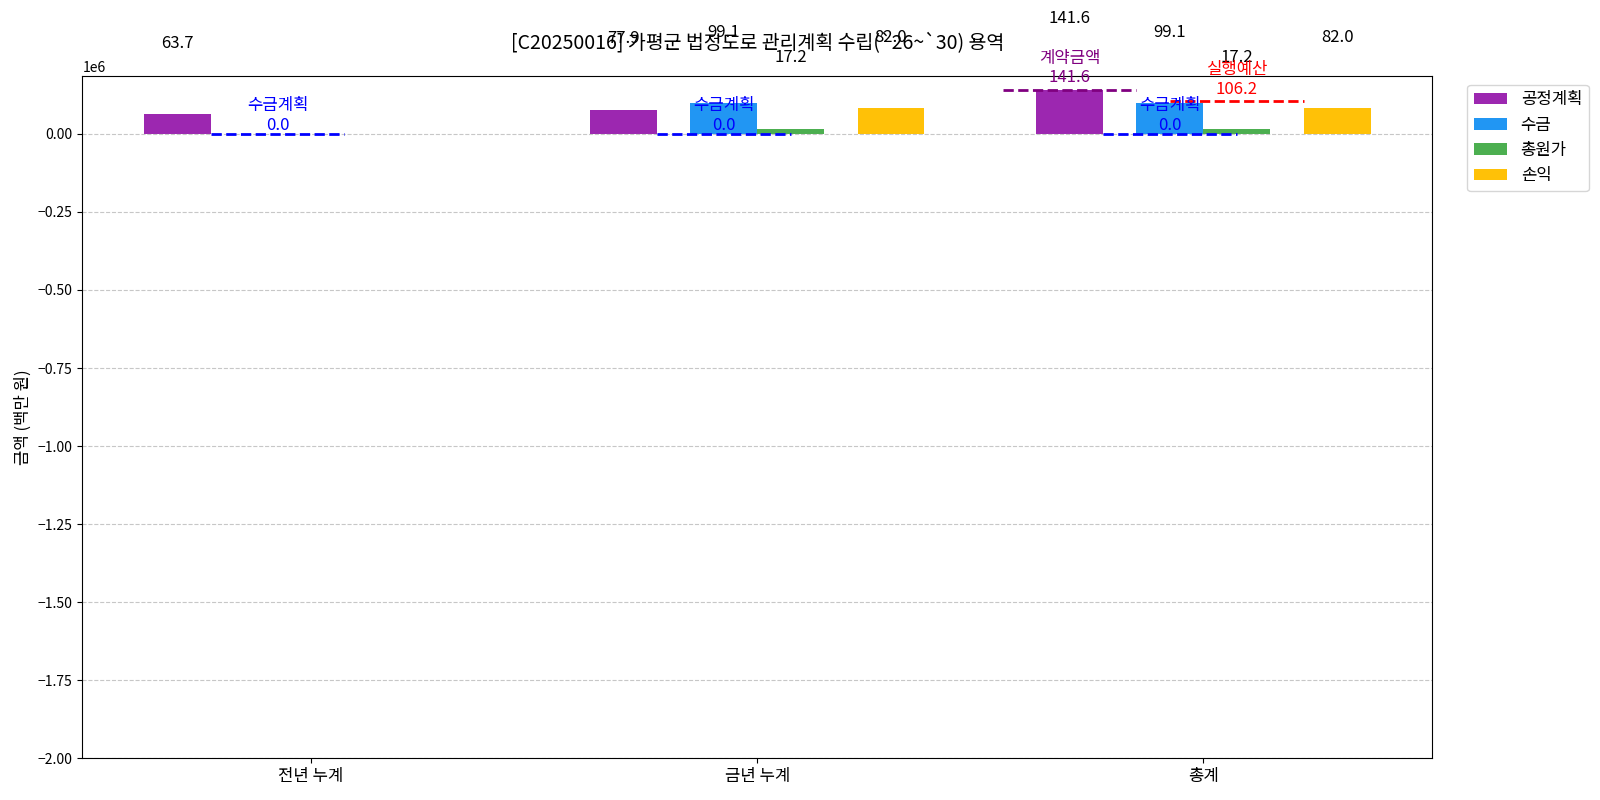 141.6
99.1
77.9
99.1
82.0
82.0
63.7
[C20250016] 가평군 법정도로 관리계획 수립(`26~`30) 용역
17.2
계약금액
17.2
1e6
실행예산
141.6
106.2
수금계획
수금계획
수금계획
0.0
0.0
0.0
공정계획
수금
총원가
손익
0.00
−0.25
−0.50
−0.75
−1.00
−1.25
−1.50
−1.75
−2.00
금액 (백만 원)
전년 누계
금년 누계
총계